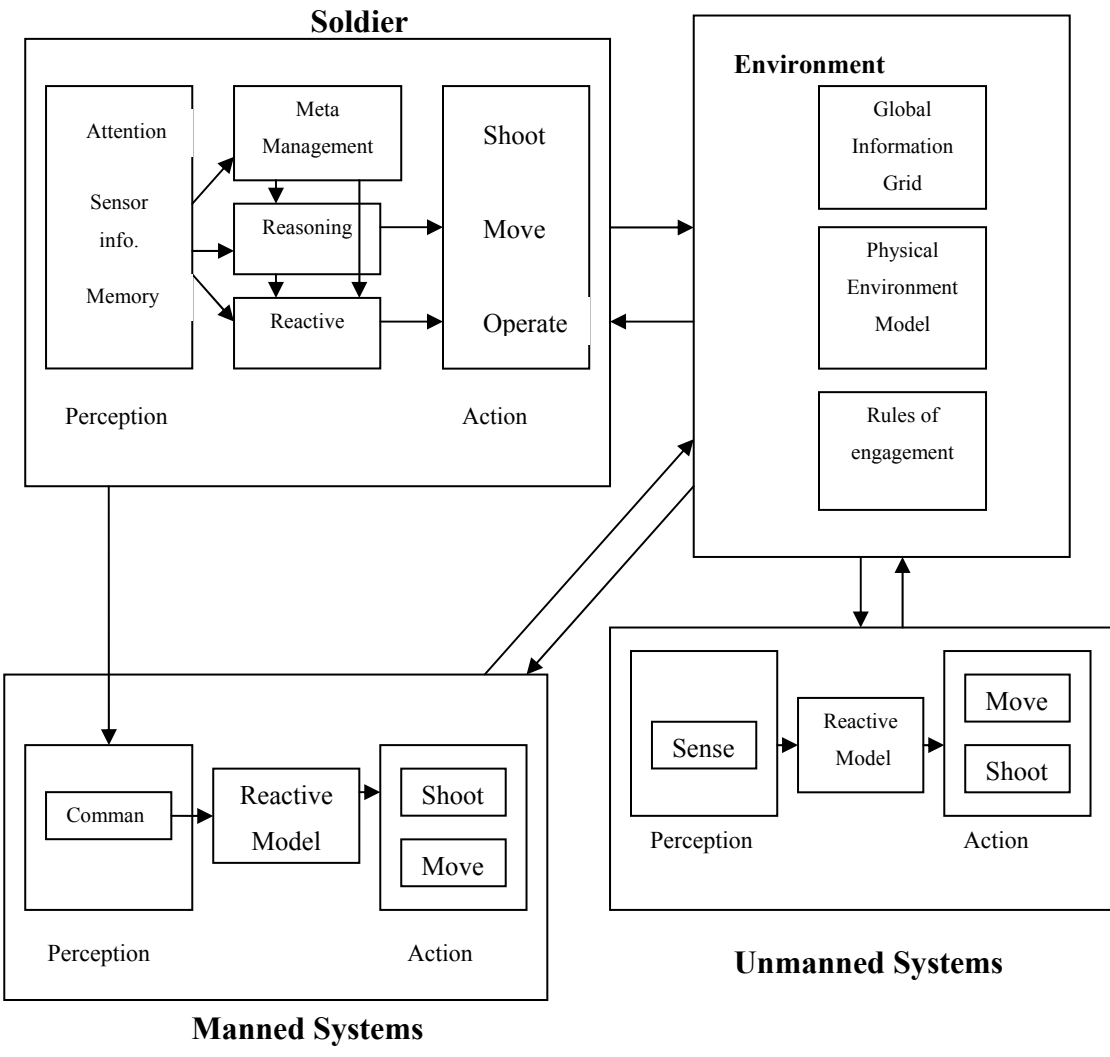 Soldier
Attention
Sensor
info.
Memory
Perception
Meta
Management
Reasoning
Reactive
Shoot
Move
Operate
Action
Environment
Global
Information
Grid
Physical
Environment
Model
Rules of
engagement
Comman
Perception
Reactive
Model
Shoot
Move
Action
Manned Systems
Sense
Perception
Reactive
Model
Move
Shoot
Action
Unmanned Systems